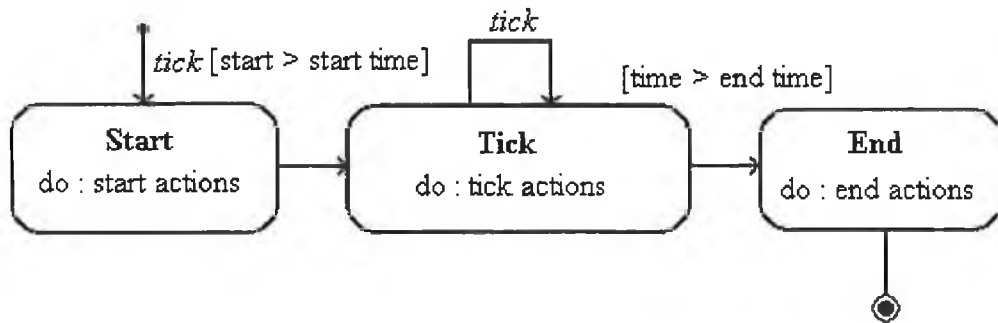 tick
tick [start > start time]
[time > end time]
Start
do : start actions
Tick
do : tick actions
End
do : end actions